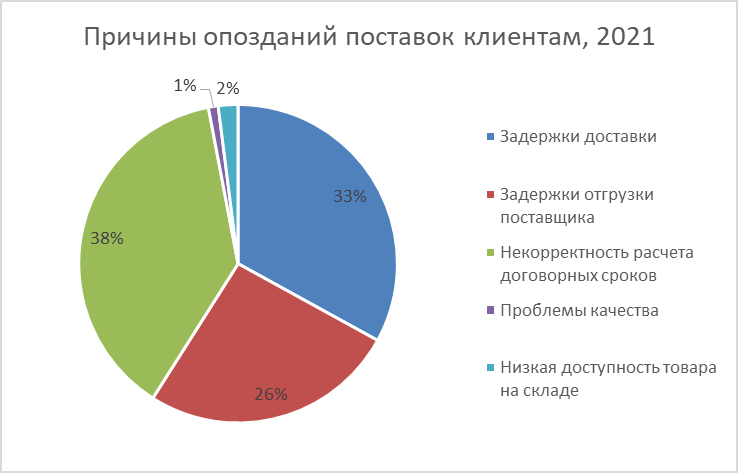 Причины опозданий поставок клиентам, 2021
1%
2%
33%
38%
26%
Задержки доставки
Задержки отгрузки
поставщика
Некорректность расчета
договорных сроков
Проблемы качества
Низкая доступность товара
на складе